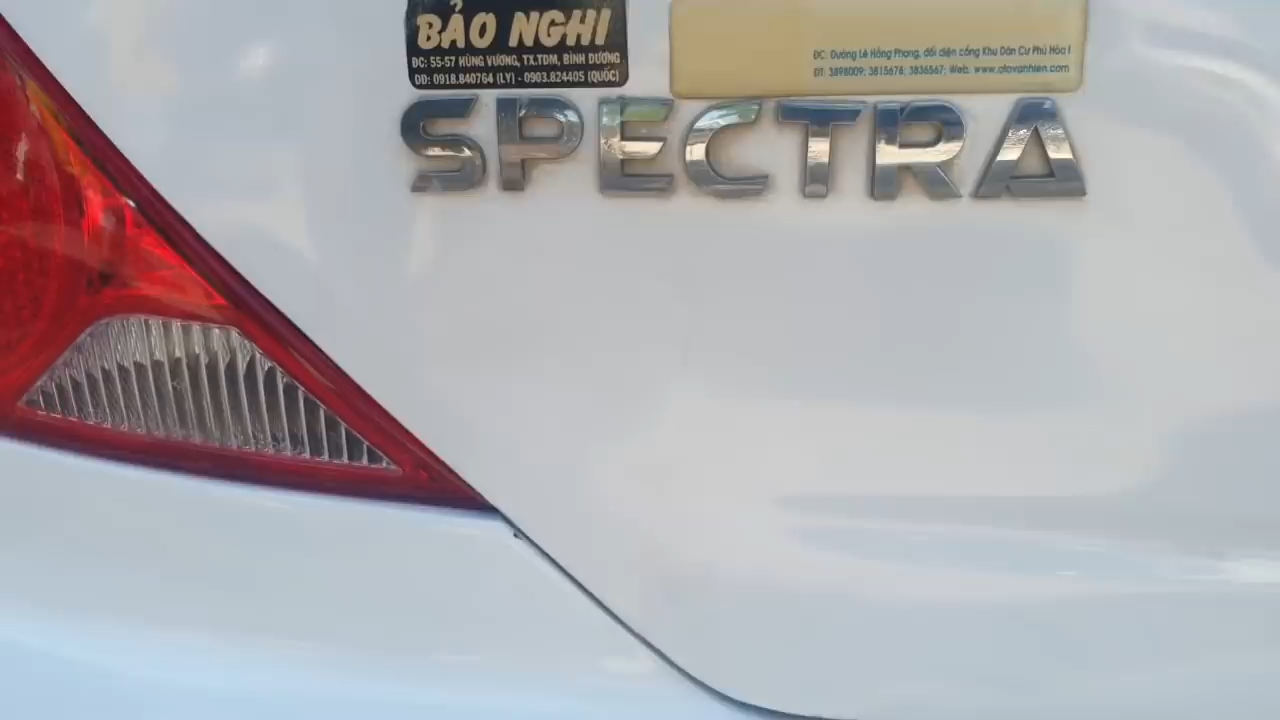 BẢO NGHI
ĐC: 55-57 HÙNG VƯƠNG, TX.TDM, BÌNH DƯƠNG
DĐ: 0918.840764 (LÝ) - 0903.824405 (QUỐC)
ĐC: Đường Lê Hồng Phong, đối diện cổng Khu Dân Cư Phú Hòa I
ĐT: 3898009; 3815678; 3836567; Web: www.otovanhien.com
SPECTRA